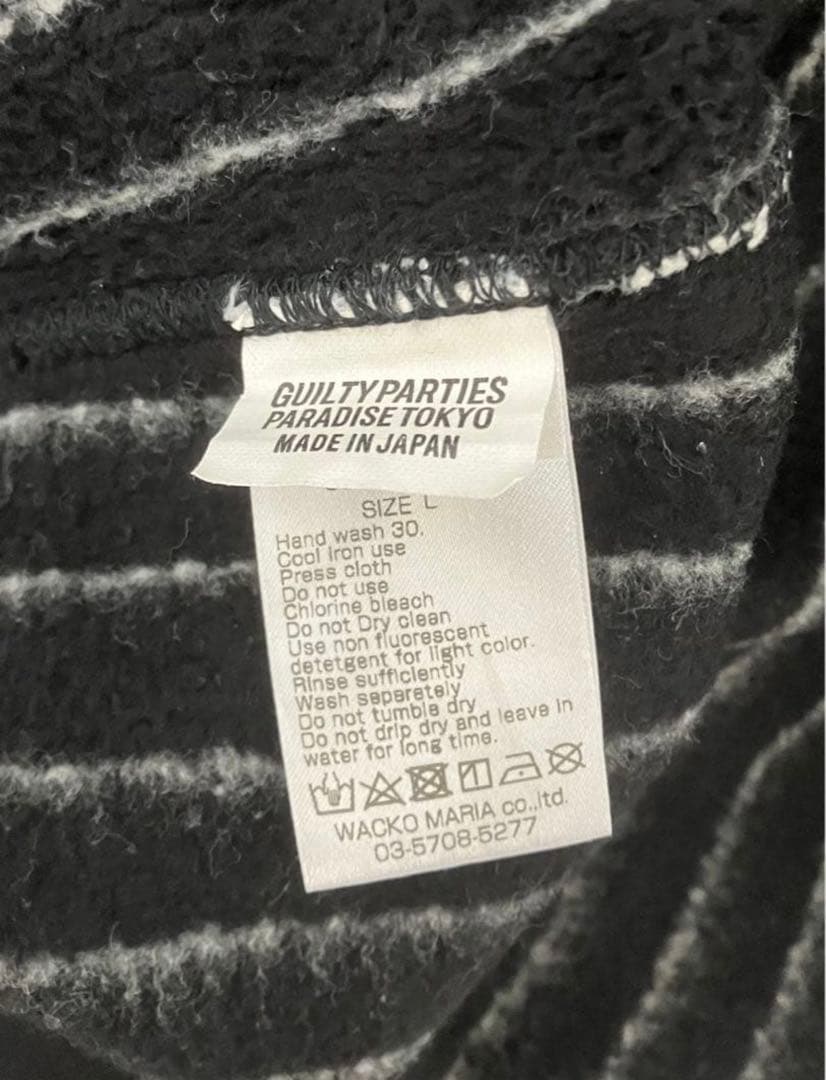 GUILTY PARTIES
PARADISE TOKYO
MADE IN JAPAN
SIZE L
Hand wash 30.
Cool Iron use
Press cloth
Do not use
Chlorine bleach
Do not Dry clean
Use non fluorescent
detetgent for light color.
Rinse sufficiently
Wash separately
Do not tumble dry
Do not drip dry and leave in
water for long time.
WACKO MARIA co.,ltd.
03-5708-5277